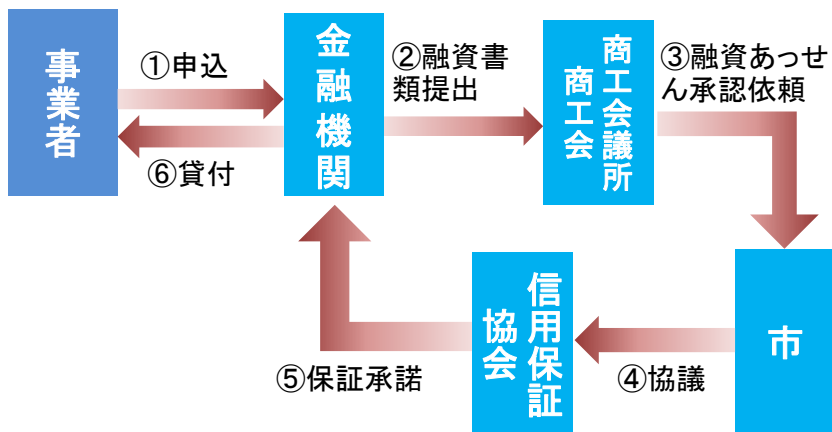 事業者
①申込
⑥貸付
金融機関
②融資書
類提出
商工会議所
商工会
③融資あっせ
ん承認依頼
市
④協議
信用保証
協会
⑤保証承諾